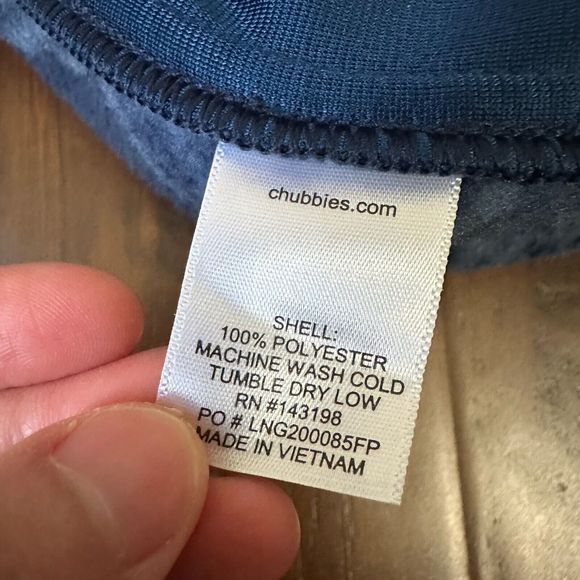 chubbies.com
SHELL:
100% POLYESTER
MACHINE WASH COLD
TUMBLE DRY LOW
RN #143198
PO # LNG200085FP
MADE IN VIETNAM